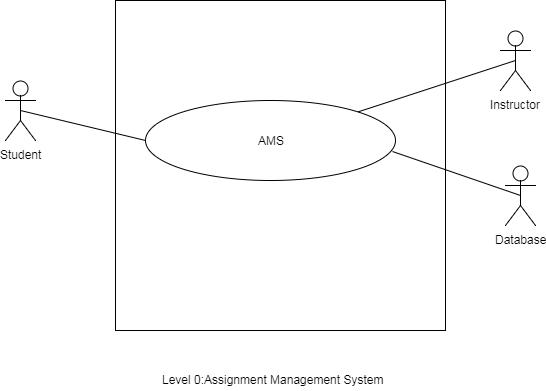 Instructor
AMS
Student
Database
Level 0:Assignment Management System